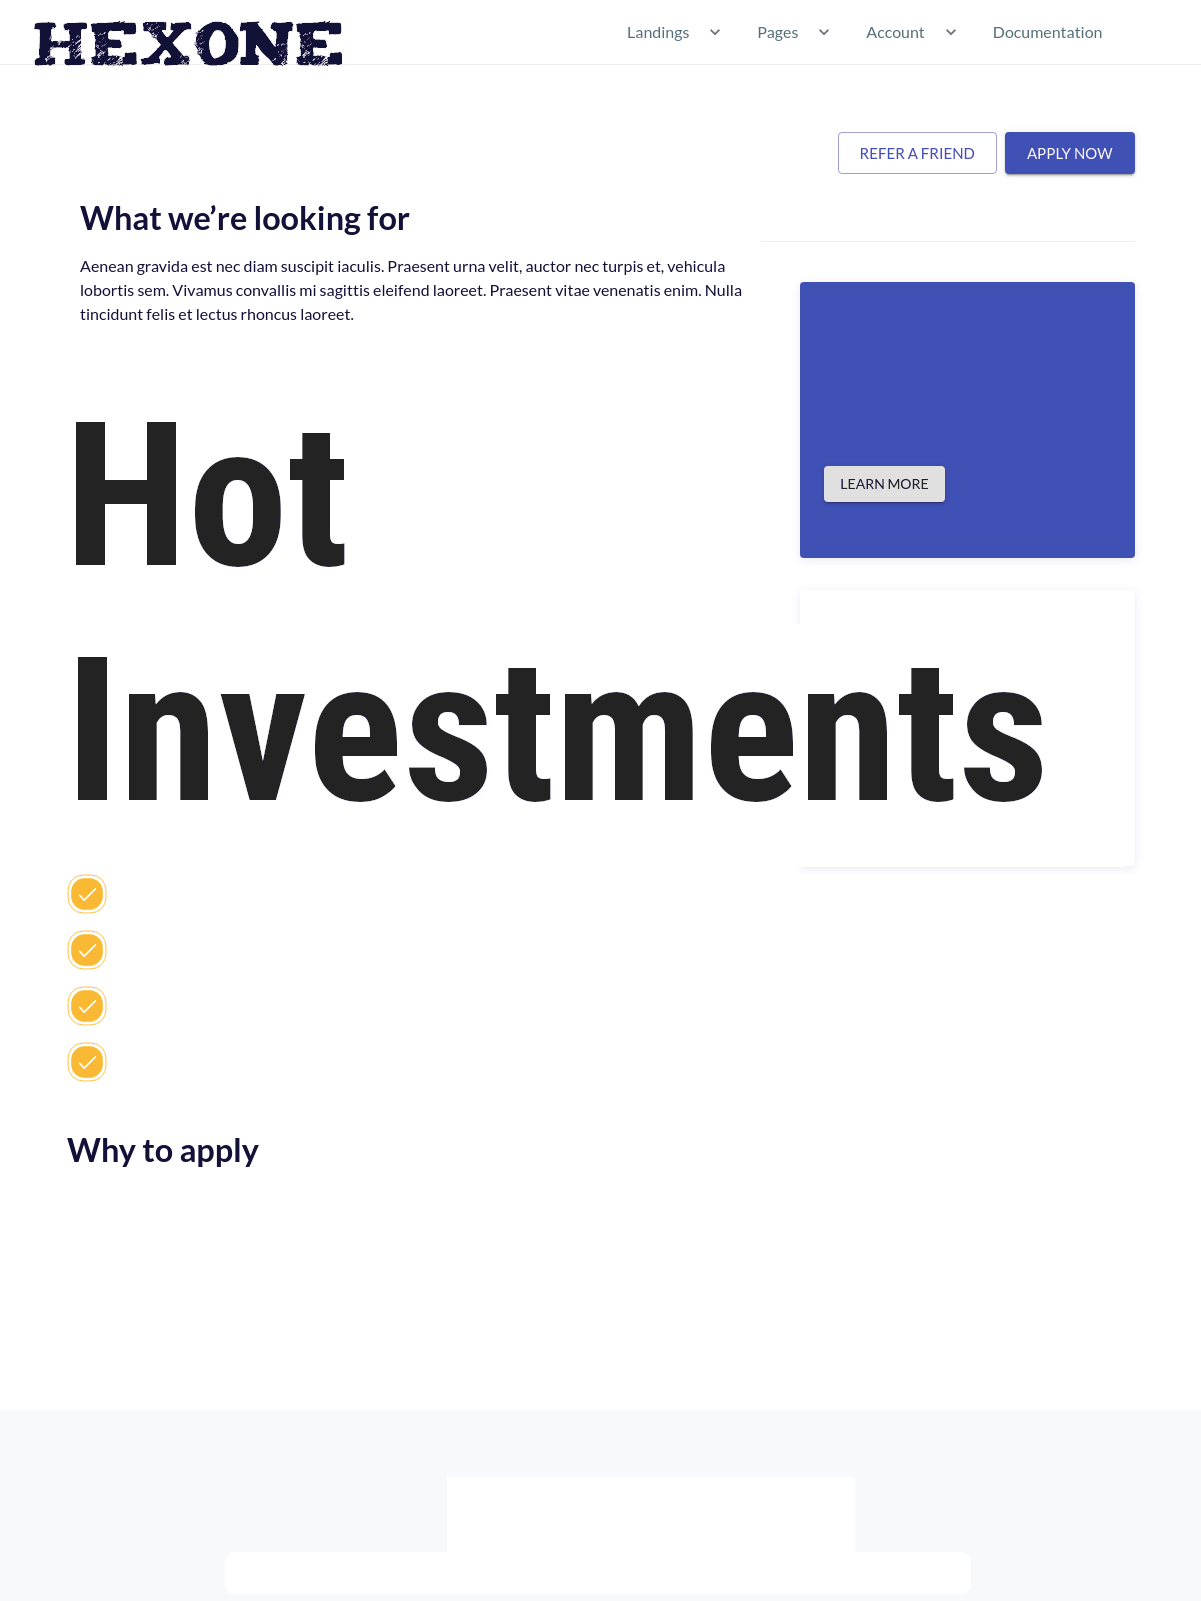 HEXONE
Landings
Pages
Account
Documentation
REFER A FRIEND
APPLY NOW
What we’re looking for
Aenean gravida est nec diam suscipit iaculis. Praesent urna velit, auctor nec turpis et, vehicula
lobortis sem. Vivamus convallis mi sagittis eleifend laoreet. Praesent vitae venenatis enim. Nulla
tincidunt felis et lectus rhoncus laoreet.
LEARN MORE
Hot
Investments
Why to apply